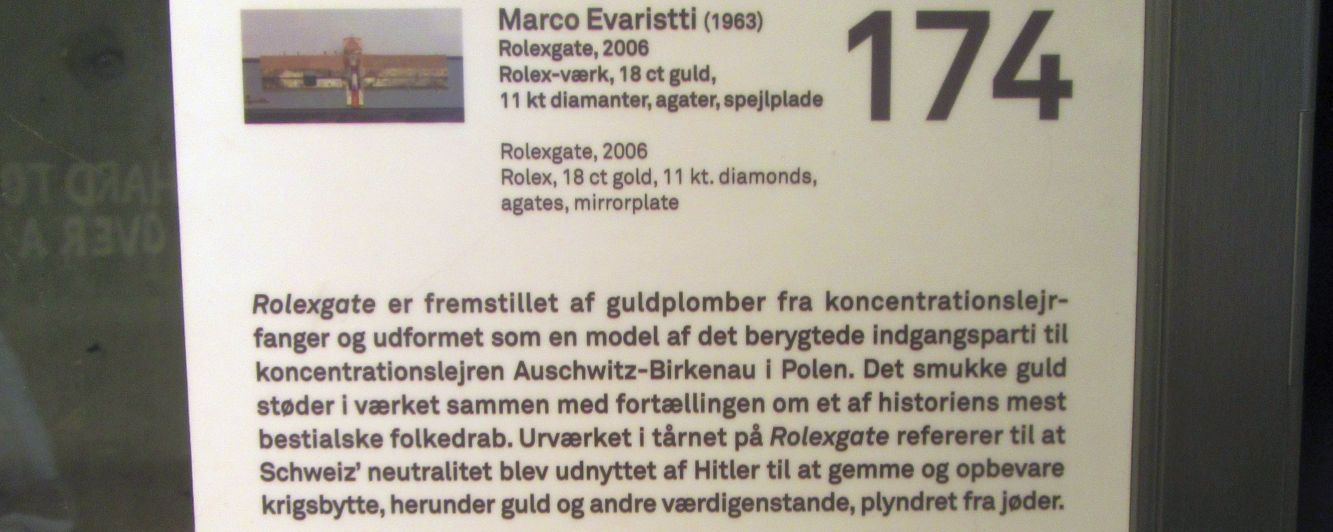 Marco Evaristti (1963)
174
Rolexgate, 2006
Rolex-værk, 18 ct guld,
11 kt diamanter, agater, spejlplade
Rolexgate, 2006
Rolex, 18 ct gold, 11 kt. diamonds,
agates, mirrorplate
Rolexgate er fremstillet af guldplomber fra koncentrationslejr-
fanger og udformet som en model af det berygtede indgangsparti til
koncentrationslejren Auschwitz-Birkenau i Polen. Det smukke guld
støder i værket sammen med fortællingen om et af historiens mest
bestialske folkedrab. Urværket i tårnet på Rolexgate refererer til at
Schweiz’ neutralitet blev udnyttet af Hitler til at gemme og opbevare
krigsbytte, herunder guld og andre værdigenstande, plyndret fra jøder.
HARD TO
OVER A